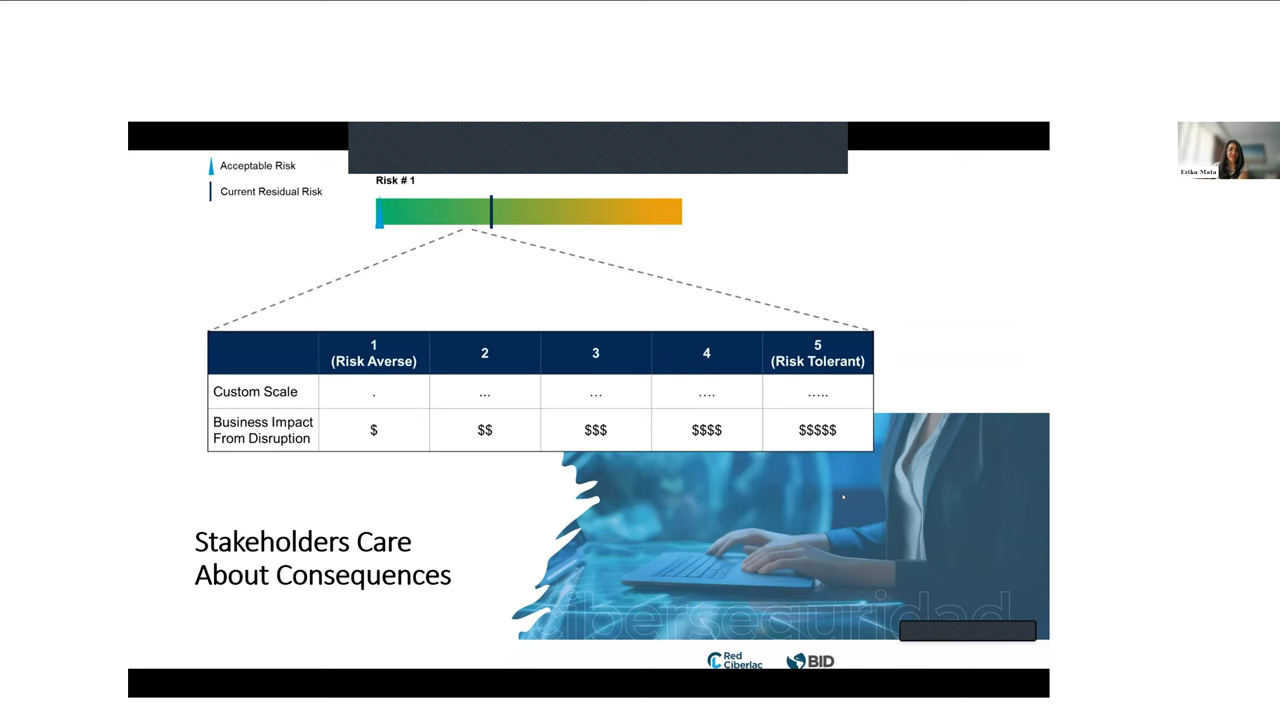 Acceptable Risk
Current Residual Risk
Risk # 1
1
(Risk Averse)
2
3
4
5
(Risk Tolerant)
Custom Scale
.
...
...
....
.....
Business Impact
From Disruption
$
$$
$$$
$$$$
$$$$$
Stakeholders Care
About Consequences
ciberseguridad
Red
Ciberlac
BID
Erika Mata